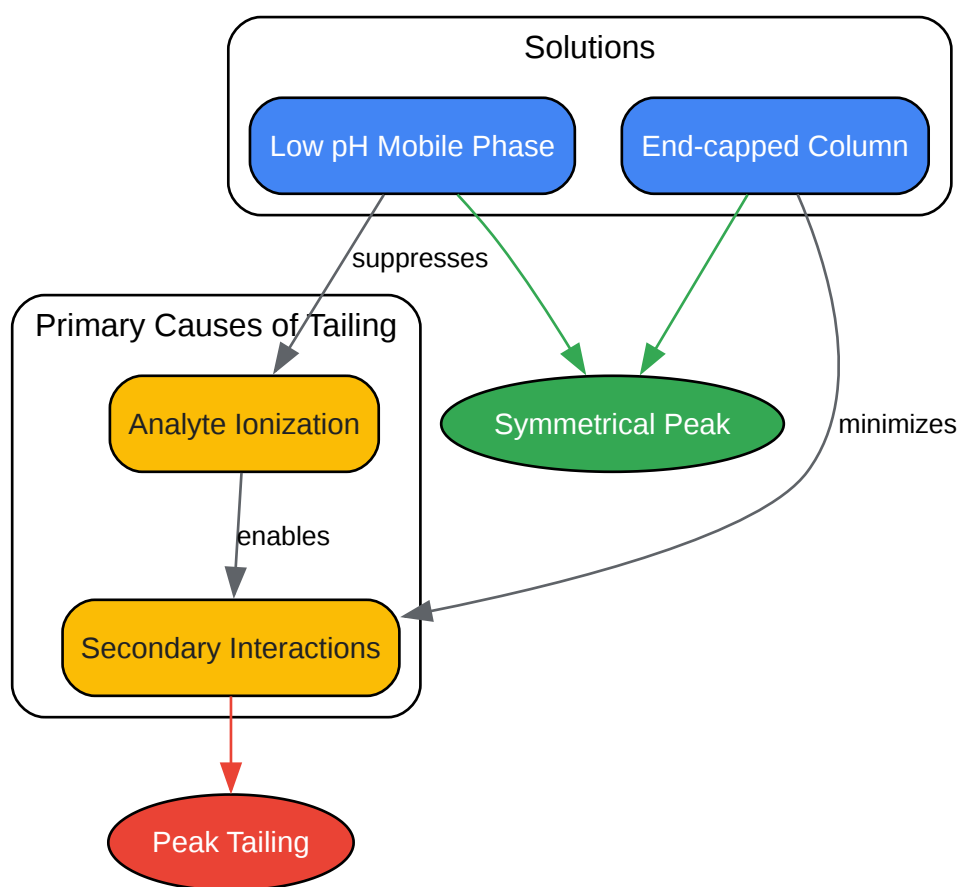 Solutions
Low pH Mobile Phase
End-capped Column
suppresses
Primary Causes of Tailing
Analyte Ionization
Symmetrical Peak
minimizes
enables
Secondary Interactions
Peak Tailing